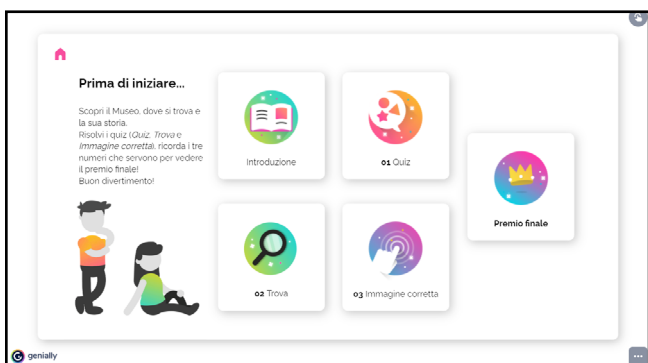 Prima di iniziare...
Scopri il Museo, dove si trova e
la sua storia.
Risolvi i quiz (Quiz, Trova e
Immagine corretta), ricorda i tre
numeri che servono per vedere
il premio finale!
Buon divertimento!
Introduzione
01 Quiz
02 Trova
03 Immagine corretta
Premio finale
genially